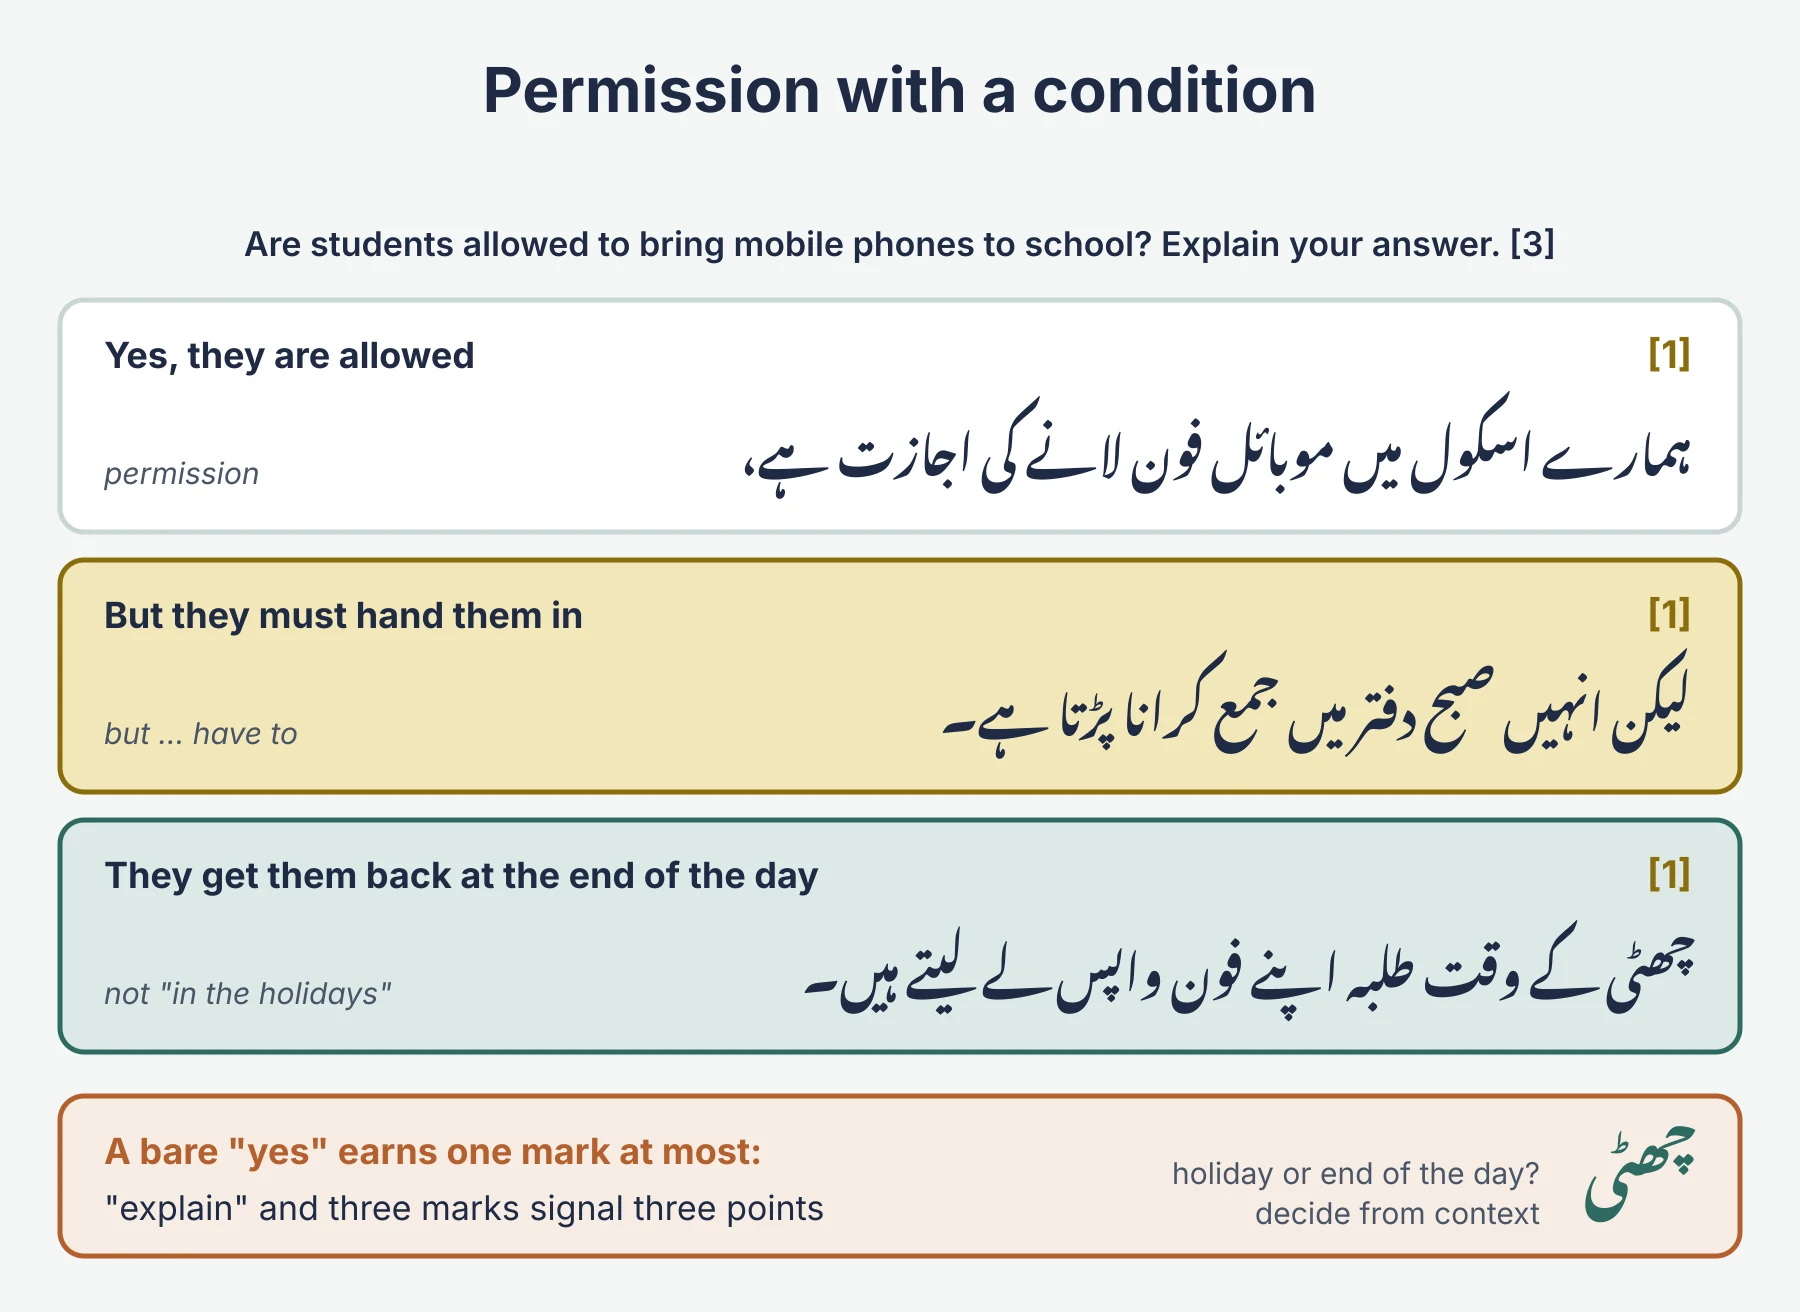 Permission with a condition
Are students allowed to bring mobile phones to school? Explain your answer. [3]
Yes, they are allowed
[1]
ہمارے اسکول میں موبائل فون لانے کی اجازت ہے،
permission
But they must hand them in
[1]
لیکن انہیں صبح دفتر میں جمع کرانا پڑتا ہے۔
but ... have to
They get them back at the end of the day
[1]
چھٹی کے وقت طلبہ اپنے فون واپس لے لیتے ہیں۔
not "in the holidays"
A bare "yes" earns one mark at most:
"explain" and three marks signal three points
holiday or end of the day?
decide from context
چھٹی